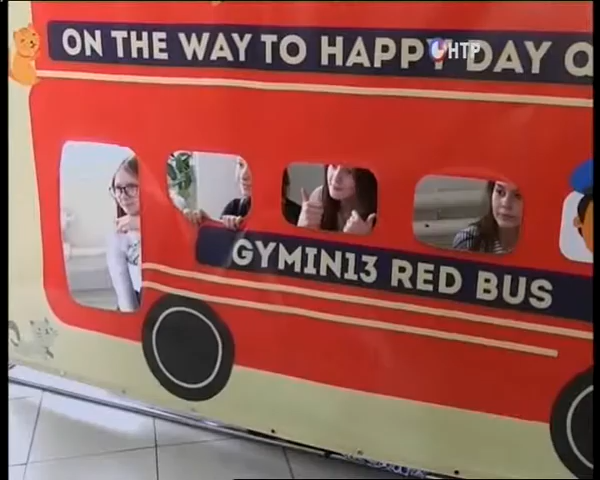 ON THE WAY TO HAPPY DAY O
НТР
GYMIN13 RED BUS